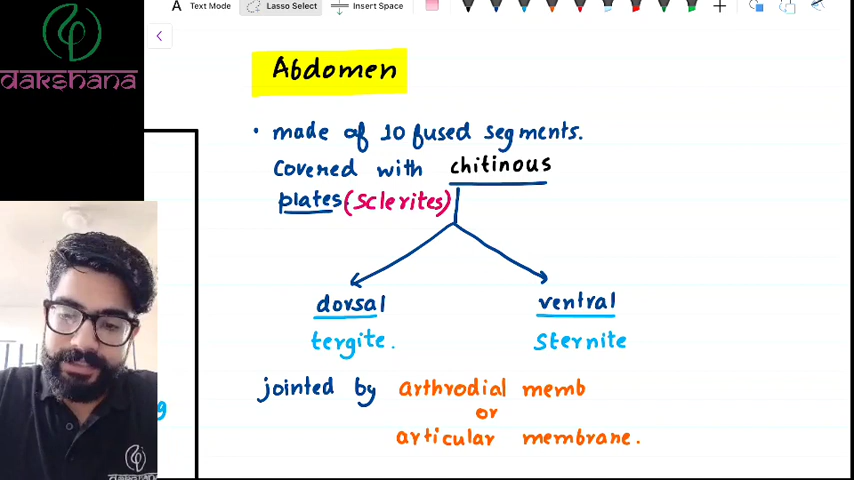 Text Mode Lasso Select Insert Space
dakshana
Abdomen
• made of 10 fused segments.
Covered with chitinous
plates (Sclerites)
dorsal ventral
tergite. Sternite
jointed by arthrodial memb
or
articular membrane.